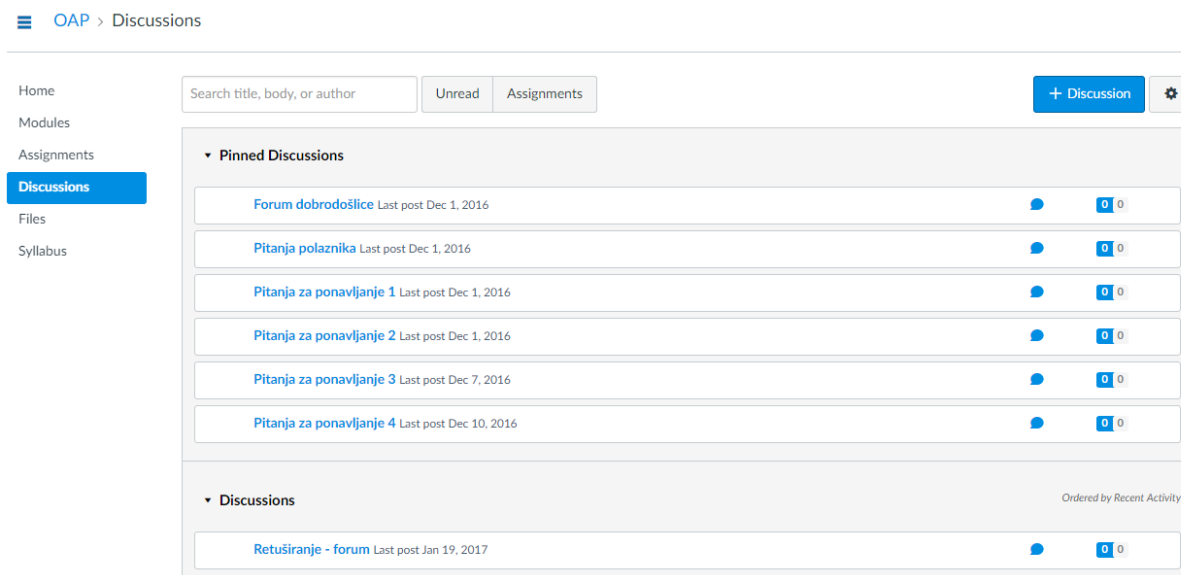 OAP > Discussions
Home
Modules
Assignments
Discussions
Files
Syllabus
Search title, body, or author
Unread
Assignments
+ Discussion
Pinned Discussions
Forum dobrodošlice Last post Dec 1, 2016 0 0
Pitanja polaznika Last post Dec 1, 2016 0 0
Pitanja za ponavljanje 1 Last post Dec 1, 2016 0 0
Pitanja za ponavljanje 2 Last post Dec 1, 2016 0 0
Pitanja za ponavljanje 3 Last post Dec 7, 2016 0 0
Pitanja za ponavljanje 4 Last post Dec 10, 2016 0 0
Discussions
Ordered by Recent Activity
Retuširanje - forum Last post Jan 19, 2017 0 0